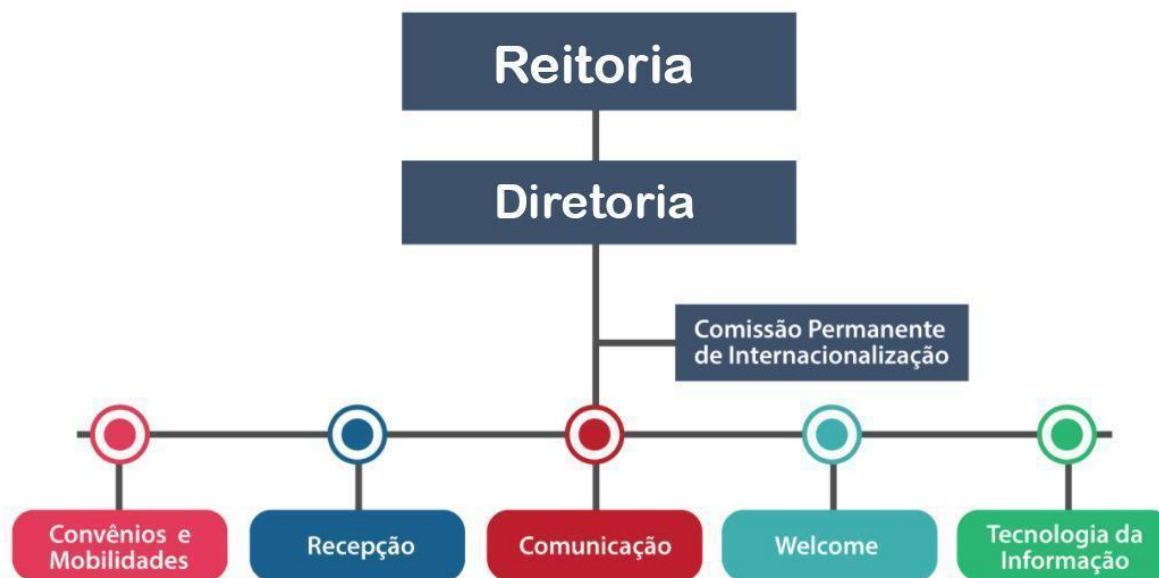 Reitoria
Diretoria
Comissão Permanente
de Internacionalização
Convênios e
Mobilidades
Recepção
Comunicação
Welcome
Tecnologia da
Informação